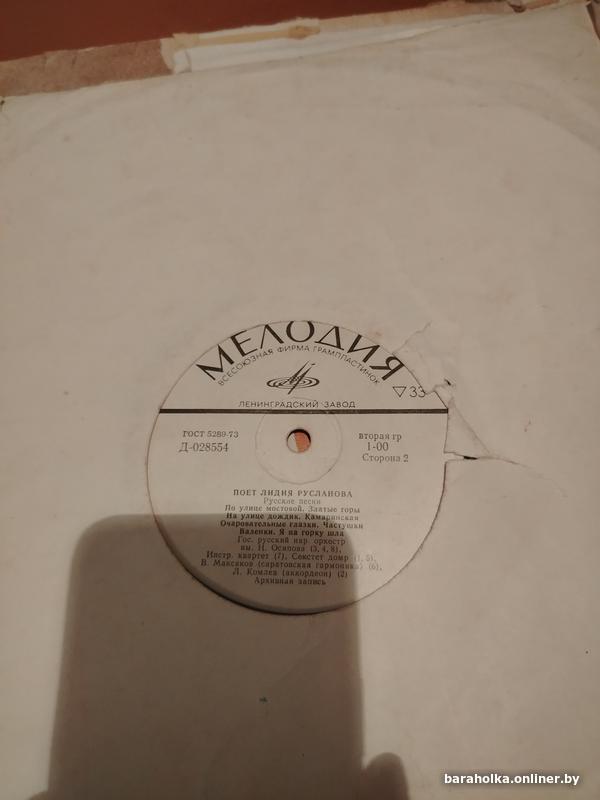 МЕЛОДИЯ
ВСЕСОЮЗНАЯ ФИРМА ГРАМПЛАСТИНОК
▽ 33
ЛЕНИНГРАДСКИЙ ЗАВОД
ГОСТ 5289-73
Д-028554
вторая гр
1-00
Сторона 2
ПОЕТ ЛИДИЯ РУСЛАНОВА
Русские песни
По улице мостовой. Златые горы
На улице дождик. Камаринская
Очаровательные глазки. Частушки
Валенки. Я на горку шла
Гос. русский нар оркестр
им. Н. Осипова (3, 4, 8),
Инстр. квартет (7), Секстет домр (1, 5),
В. Максаков (саратовская гармоника) (6),
Л. Комлев (аккордеон) (2)
Архивная запись
baraholka.onliner.by